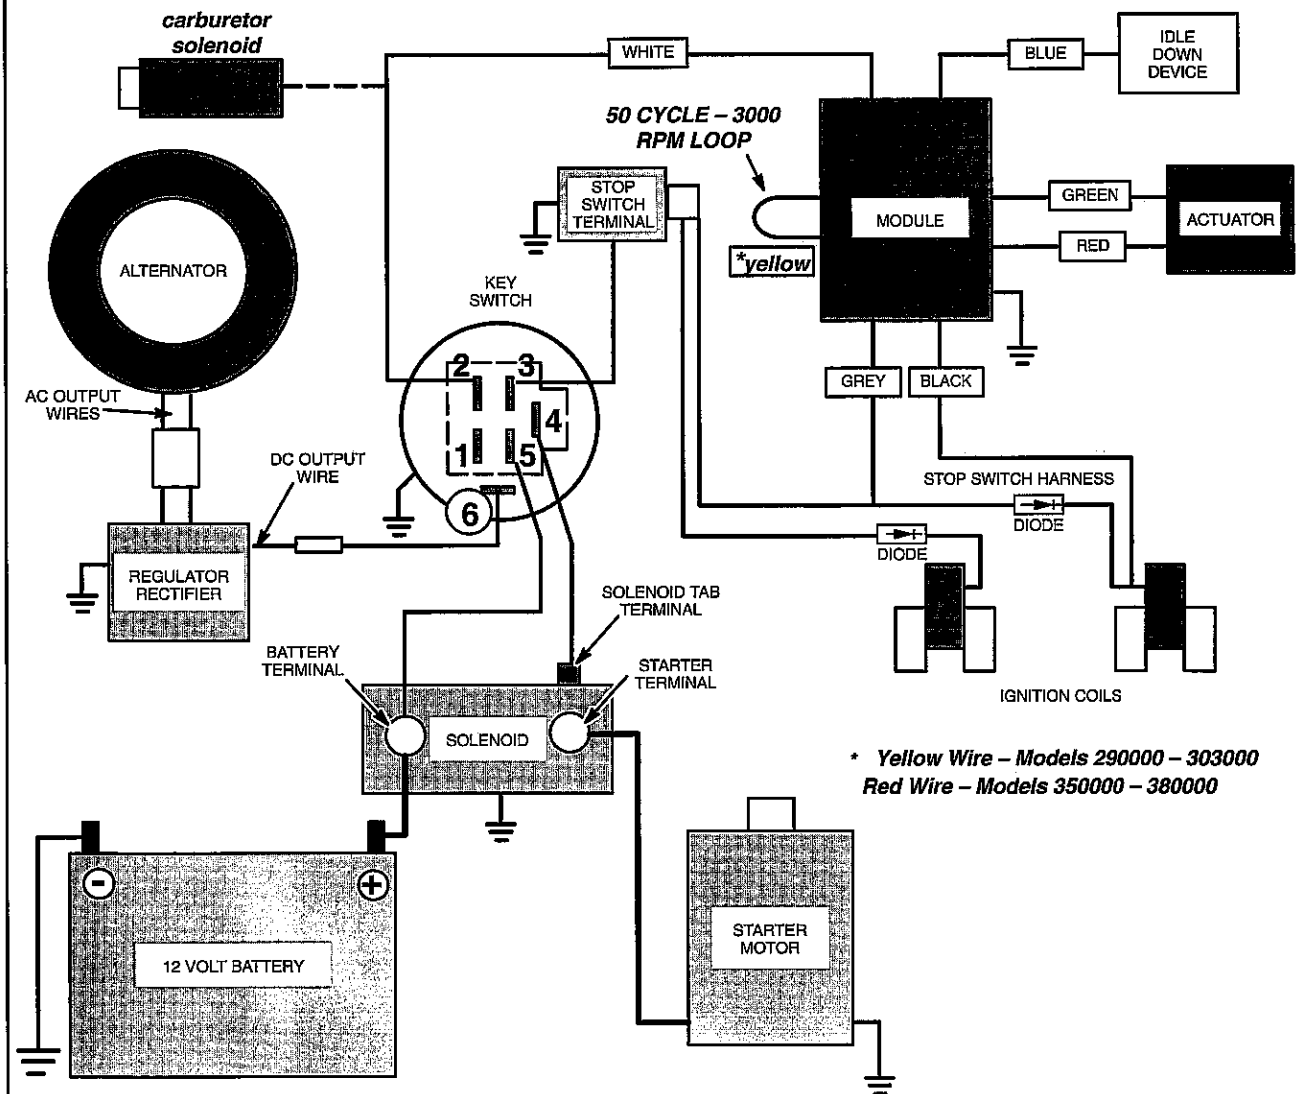 carburetor
solenoid
WHITE
BLUE
IDLE
DOWN
DEVICE
50 CYCLE – 3000
RPM LOOP
STOP
SWITCH
TERMINAL
MODULE
GREEN
RED
ACTUATOR
*yellow
ALTERNATOR
KEY
SWITCH
2
3
4
1
5
6
GREY
BLACK
AC OUTPUT
WIRES
DC OUTPUT
WIRE
STOP SWITCH HARNESS
DIODE
DIODE
REGULATOR
RECTIFIER
SOLENOID TAB
TERMINAL
BATTERY
TERMINAL
STARTER
TERMINAL
SOLENOID
IGNITION COILS
* Yellow Wire – Models 290000 – 303000
Red Wire – Models 350000 – 380000
-
+
12 VOLT BATTERY
STARTER
MOTOR